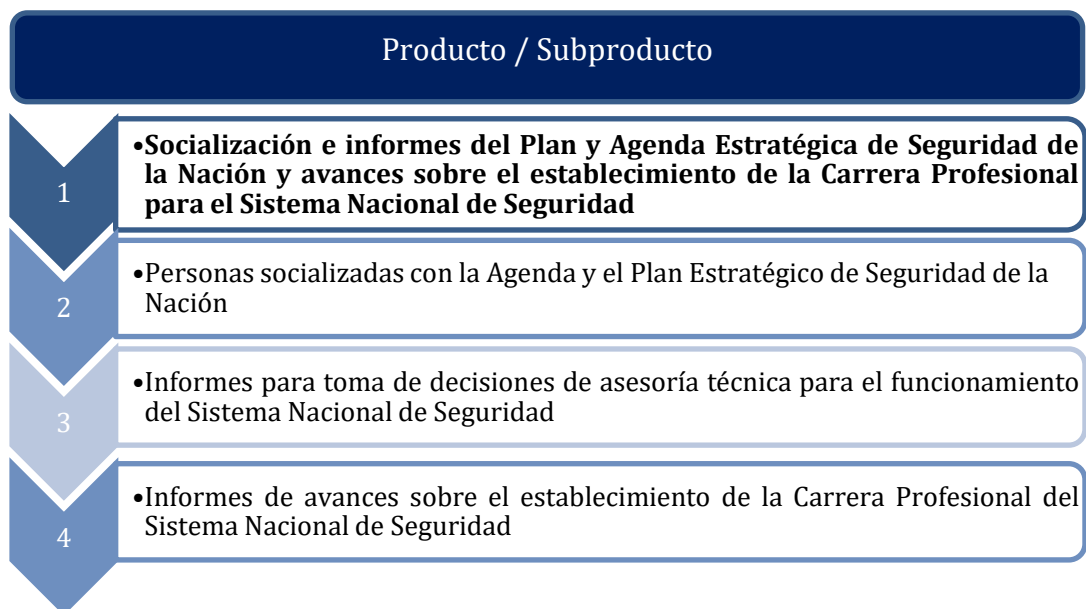 Producto / Subproducto
1
•Socialización e informes del Plan y Agenda Estratégica de Seguridad de
la Nación y avances sobre el establecimiento de la Carrera Profesional
para el Sistema Nacional de Seguridad
2
•Personas socializadas con la Agenda y el Plan Estratégico de Seguridad de la
Nación
3
•Informes para toma de decisiones de asesoría técnica para el funcionamiento
del Sistema Nacional de Seguridad
4
•Informes de avances sobre el establecimiento de la Carrera Profesional del
Sistema Nacional de Seguridad